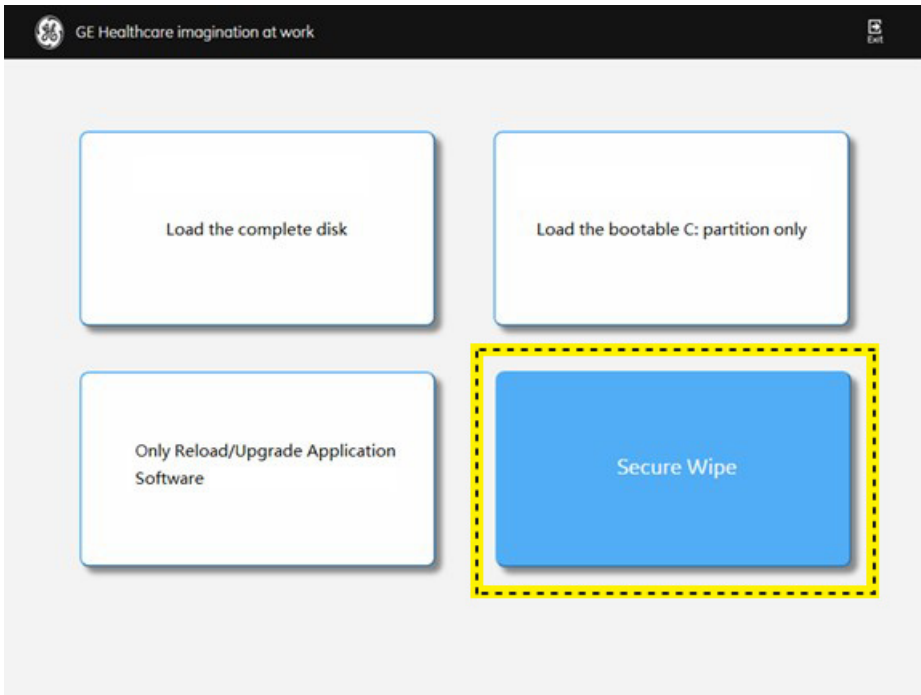 GE Healthcare imagination at work
Exit
Load the complete disk
Load the bootable C: partition only
Only Reload/Upgrade Application
Software
Secure Wipe